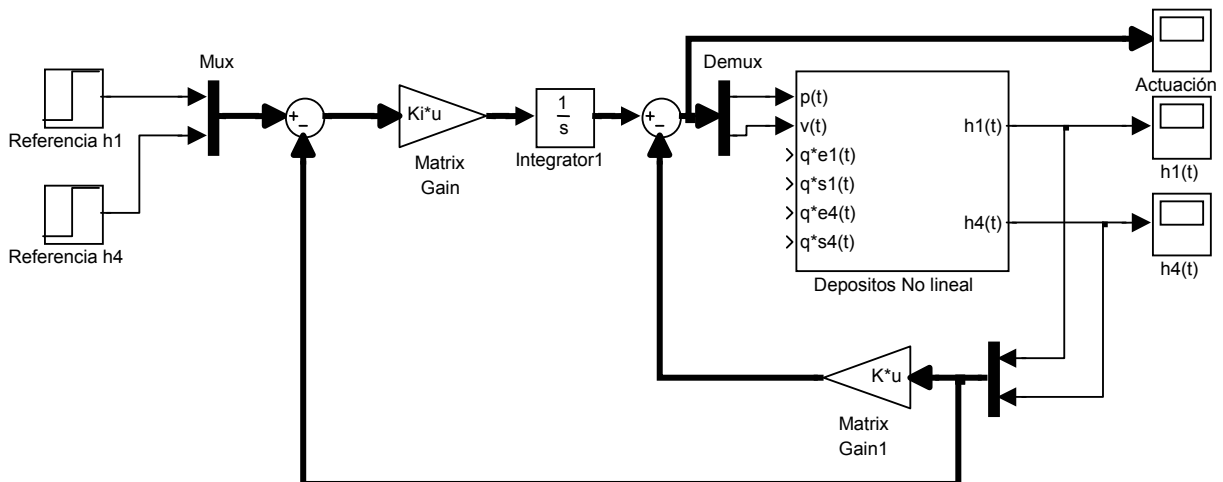 Mux
Referencia h1
Referencia h4
+
−
Ki*u
Matrix
Gain
1
s
Integrator1
+
−
Demux
p(t)
v(t)
q*e1(t)
q*s1(t)
q*e4(t)
q*s4(t)
h1(t)
h4(t)
Depositos No lineal
Actuación
h1(t)
h4(t)
K*u
Matrix
Gain1